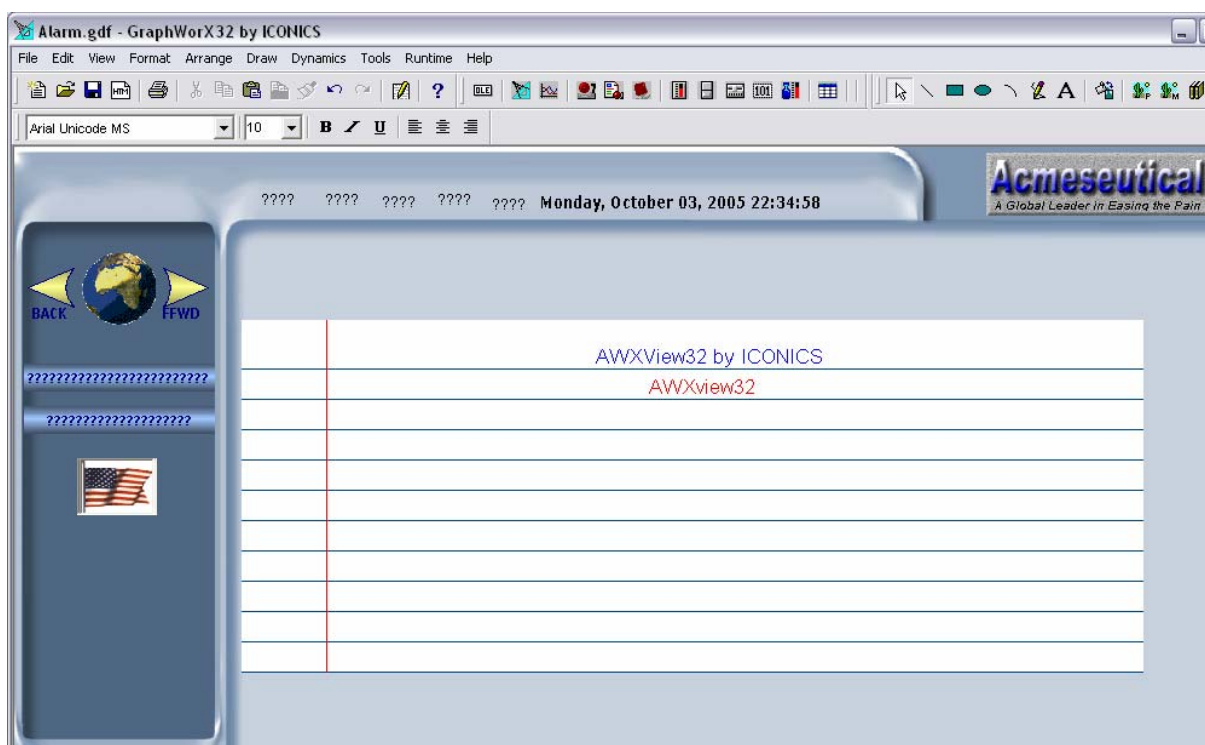 Alarm.gdf - GraphWorX32 by ICONICS
File Edit View Format Arrange Draw Dynamics Tools Runtime Help
Arial Unicode MS 10 B I U
???? ???? ???? ???? ???? Monday, October 03, 2005 22:34:58
Acmeseutical
A Global Leader in Easing the Pain
BACK FFWD
?????????????????????????
????????????????????
AWXView32 by ICONICS
AWXview32